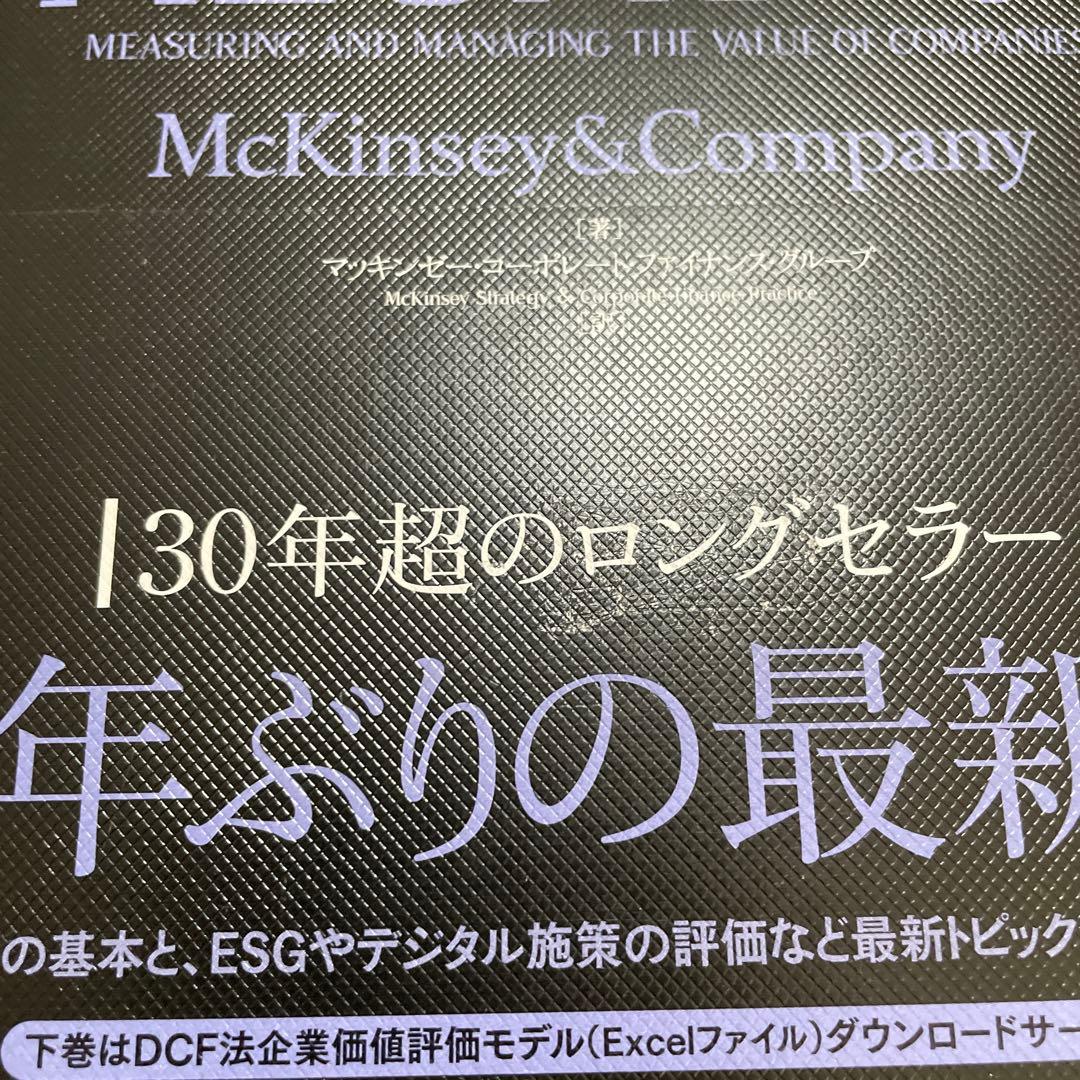 MEASURING AND MANAGING THE VALUE OF COMPANIES
McKinsey&Company
[著]
マッキンゼー・コーポレート・ファイナンス・グループ
McKinsey Strategy & Corporate Finance Practice
30年超のロングセラー
年ぶりの最新
の基本と、ESGやデジタル施策の評価など最新トピック
下巻はDCF法企業価値評価モデル(Excelファイル)ダウンロードサー